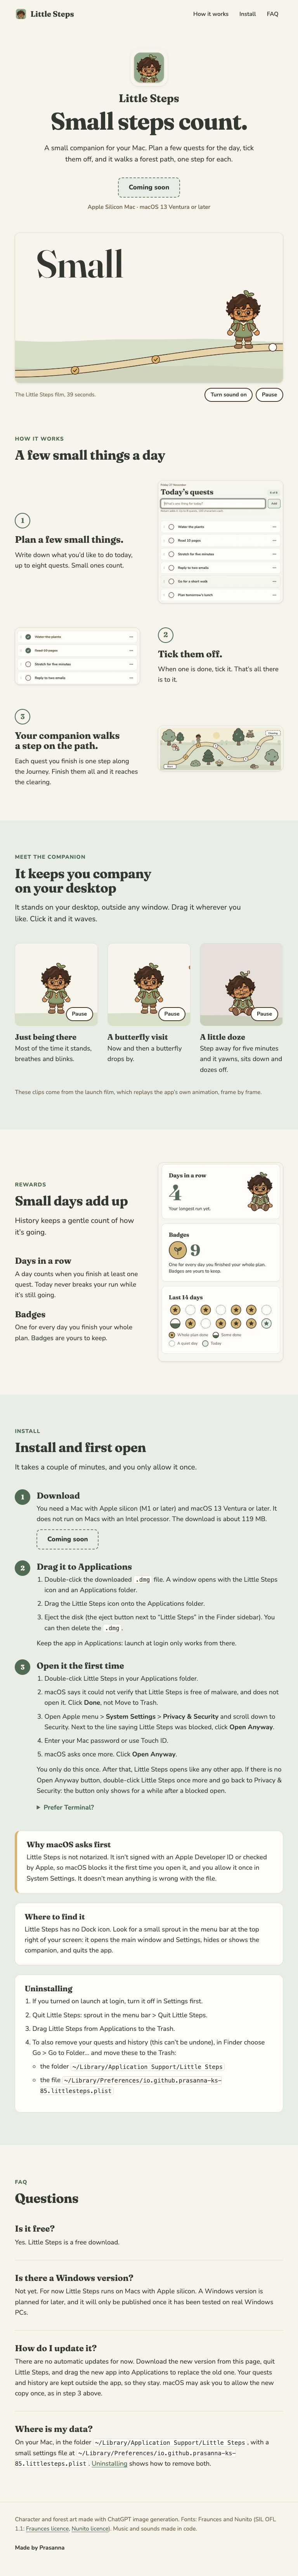 Little Steps
How it works
Install
FAQ
Little Steps
Small steps count.
A small companion for your Mac. Plan a few quests for the day, tick
them off, and it walks a forest path, one step for each.
Coming soon
Apple Silicon Mac · macOS 13 Ventura or later
Small
The Little Steps film, 39 seconds.
Turn sound on
Pause
HOW IT WORKS
A few small things a day
1
Plan a few small things.
Write down what you'd like to do today,
up to eight quests. Small ones count.
Today's quests
Water the plants
Read 10 pages
Stretch for five minutes
Reply to two emails
Go for a short walk
Plan tomorrow's lunch
Water the plants
Read 10 pages
Stretch for five minutes
Reply to two emails
2
Tick them off.
When one is done, tick it. That's all there
is to it.
3
Your companion walks
a step on the path.
Each quest you finish is one step along
the Journey. Finish them all and it reaches
the clearing.
MEET THE COMPANION
It keeps you company
on your desktop
It stands on your desktop, outside any window. Drag it wherever you
like. Click it and it waves.
Pause
Pause
Pause
Just being there
Most of the time it stands,
breathes and blinks.
A butterfly visit
Now and then a butterfly
drops by.
A little doze
Step away for five minutes
and it yawns, sits down and
dozes off.
These clips come from the launch film, which replays the app's own animation, frame by frame.
REWARDS
Small days add up
History keeps a gentle count of how
it's going.
Days in a row
A day counts when you finish at least one
quest. Today never breaks your run while
it's still going.
Badges
One for every day you finish your whole
plan. Badges are yours to keep.
Days in a row
4
Your longest run yet.
Badges
9
One for every day you finished your whole plan.
Badges are yours to keep.
Last 14 days
Whole plan done
Some done
A quiet day
Today
INSTALL
Install and first open
It takes a couple of minutes, and you only allow it once.
1
Download
You need a Mac with Apple silicon (M1 or later) and macOS 13 Ventura or later. It
does not run on Macs with an Intel processor. The download is about 119 MB.
Coming soon
2
Drag it to Applications
1. Double-click the downloaded .dmg file. A window opens with the Little Steps
icon and an Applications folder.
2. Drag the Little Steps icon onto the Applications folder.
3. Eject the disk (the eject button next to "Little Steps" in the Finder sidebar). You
can then delete the .dmg.
Keep the app in Applications: launch at login only works from there.
3
Open it the first time
1. Double-click Little Steps in your Applications folder.
2. macOS says it could not verify that Little Steps is free of malware, and does not
open it. Click Done, not Move to Trash.
3. Open Apple menu > System Settings > Privacy & Security and scroll down to
Security. Next to the line saying Little Steps was blocked, click Open Anyway.
4. Enter your Mac password or use Touch ID.
5. macOS asks once more. Click Open Anyway.
You only do this once. After that, Little Steps opens like any other app. If there is no
Open Anyway button, double-click Little Steps once more and go back to Privacy &
Security: the button only shows for a while after a blocked open.
Prefer Terminal?
Why macOS asks first
Little Steps is not notarized. It isn't signed with an Apple Developer ID or checked
by Apple, so macOS blocks it the first time you open it, and you allow it once in
System Settings. It doesn't mean anything is wrong with the file.
Where to find it
Little Steps has no Dock icon. Look for a small sprout in the menu bar at the top
right of your screen: it opens the main window and Settings, hides or shows the
companion, and quits the app.
Uninstalling
1. If you turned on launch at login, turn it off in Settings first.
2. Quit Little Steps: sprout in the menu bar > Quit Little Steps.
3. Drag Little Steps from Applications to the Trash.
4. To also remove your quests and history (this can't be undone), in Finder choose
Go > Go to Folder... and move these to the Trash:
the folder ~/Library/Application Support/Little Steps
the file ~/Library/Preferences/io.github.prasanna-ks-
85.littlesteps.plist
FAQ
Questions
Is it free?
Yes. Little Steps is a free download.
Is there a Windows version?
Not yet. For now Little Steps runs on Macs with Apple silicon. A Windows version is
planned for later, and it will only be published once it has been tested on real Windows
PCs.
How do I update it?
There are no automatic updates for now. Download the new version from this page, quit
Little Steps, and drag the new app into Applications to replace the old one. Your quests
and history are kept outside the app, so they stay. macOS may ask you to allow the new
copy once, as in step 3 above.
Where is my data?
On your Mac, in the folder ~/Library/Application Support/Little Steps, with a
small settings file at ~/Library/Preferences/io.github.prasanna-ks-
85.littlesteps.plist. Uninstalling shows how to remove both.
Character and forest art made with ChatGPT image generation. Fonts: Fraunces and Nunito (SIL OFL
1.1: Fraunces licence, Nunito licence). Music and sounds made in code.
Made by Prasanna